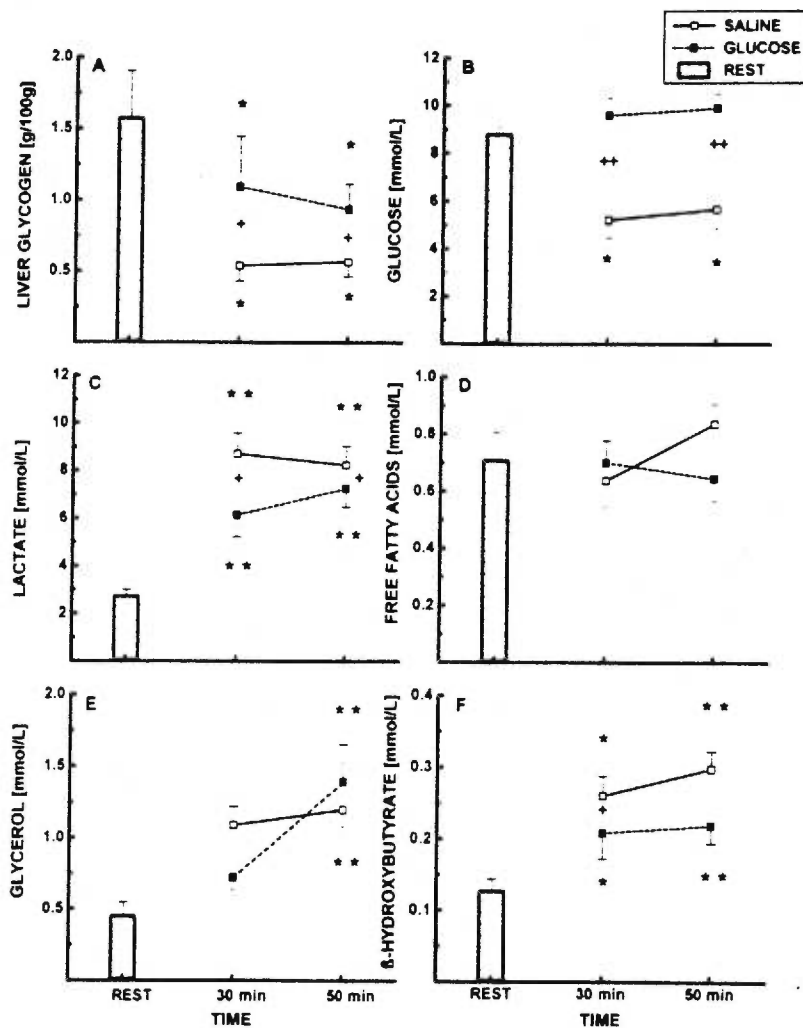 SALINE
GLUCOSE
REST
A
LIVER GLYCOGEN [g/100g]
2.0
1.5
1.0
0.5
* *
+ +
* *
B
GLUCOSE [mmol/L]
12
10
8
6
4
2
++ ++
* *
C
LACTATE [mmol/L]
12
10
8
6
4
2
** **
+ +
** **
D
FREE FATTY ACIDS [mmol/L]
1.0
0.8
0.6
0.4
0.2
E
GLYCEROL [mmol/L]
2.0
1.5
1.0
0.5
**
**
REST 30 min 50 min
TIME
F
ß-HYDROXYBUTYRATE [mmol/L]
0.4
0.3
0.2
0.1
* **
+
* **
REST 30 min 50 min
TIME